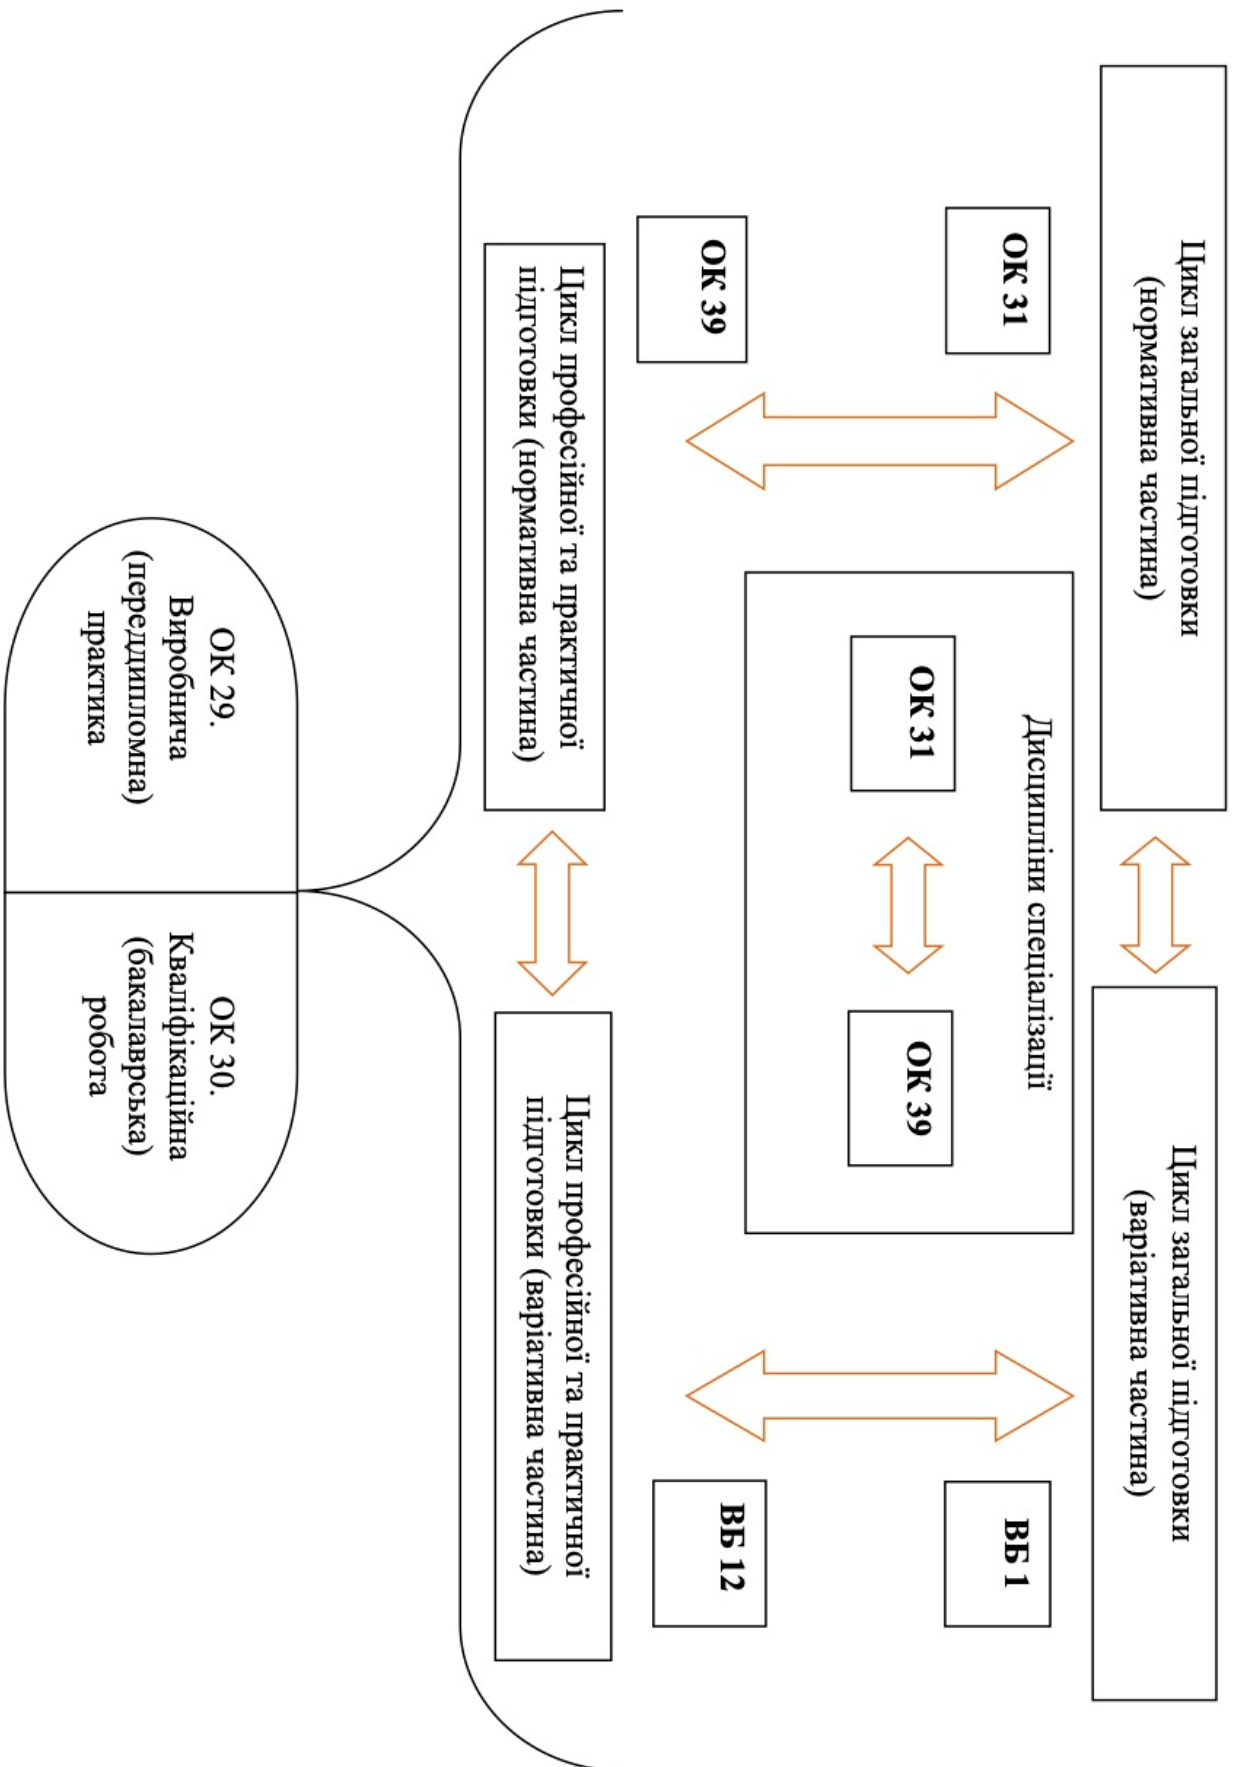 Цикл загальної підготовки
(нормативна частина)
Цикл загальної підготовки
(варіативна частина)
ОК 31
ВБ 1
Дисципліни спеціалізації
ОК 31
ОК 39
ОК 39
ВБ 12
Цикл професійної та практичної
підготовки (нормативна частина)
Цикл професійної та практичної
підготовки (варіативна частина)
ОК 29.
Виробнича
(переддипломна)
практика
ОК 30.
Кваліфікаційна
(бакалаврська)
робота